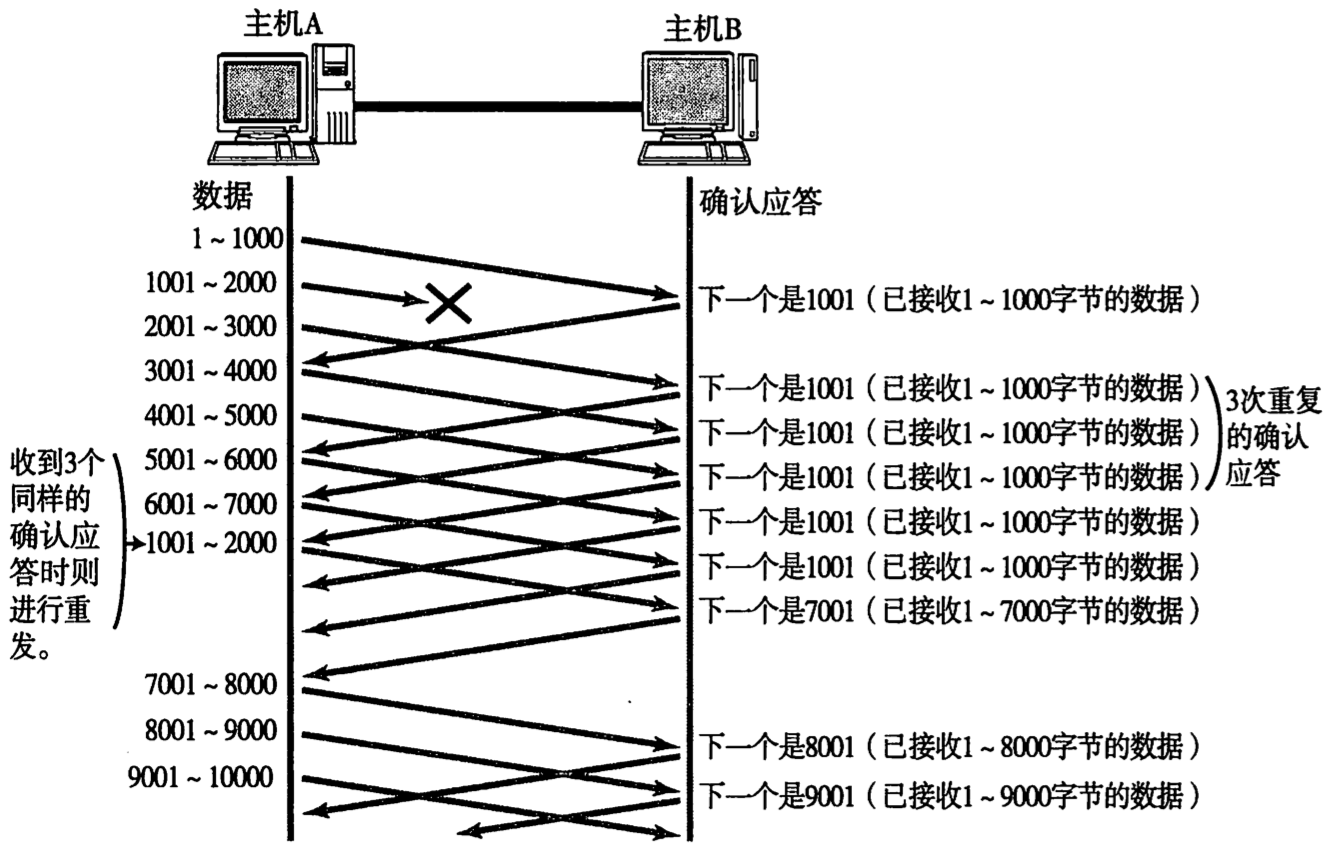 主机A
主机B
数据
确认应答
1~1000
1001~2000
下一个是1001（已接收1~1000字节的数据）
2001~3000
3001~4000
下一个是1001（已接收1~1000字节的数据）
4001~5000
下一个是1001（已接收1~1000字节的数据）
3次重复
的确认
应答
5001~6000
下一个是1001（已接收1~1000字节的数据）
6001~7000
下一个是1001（已接收1~1000字节的数据）
收到3个
同样的
确认应
答时则
进行重
发。
1001~2000
下一个是1001（已接收1~1000字节的数据）
下一个是7001（已接收1~7000字节的数据）
7001~8000
8001~9000
下一个是8001（已接收1~8000字节的数据）
9001~10000
下一个是9001（已接收1~9000字节的数据）